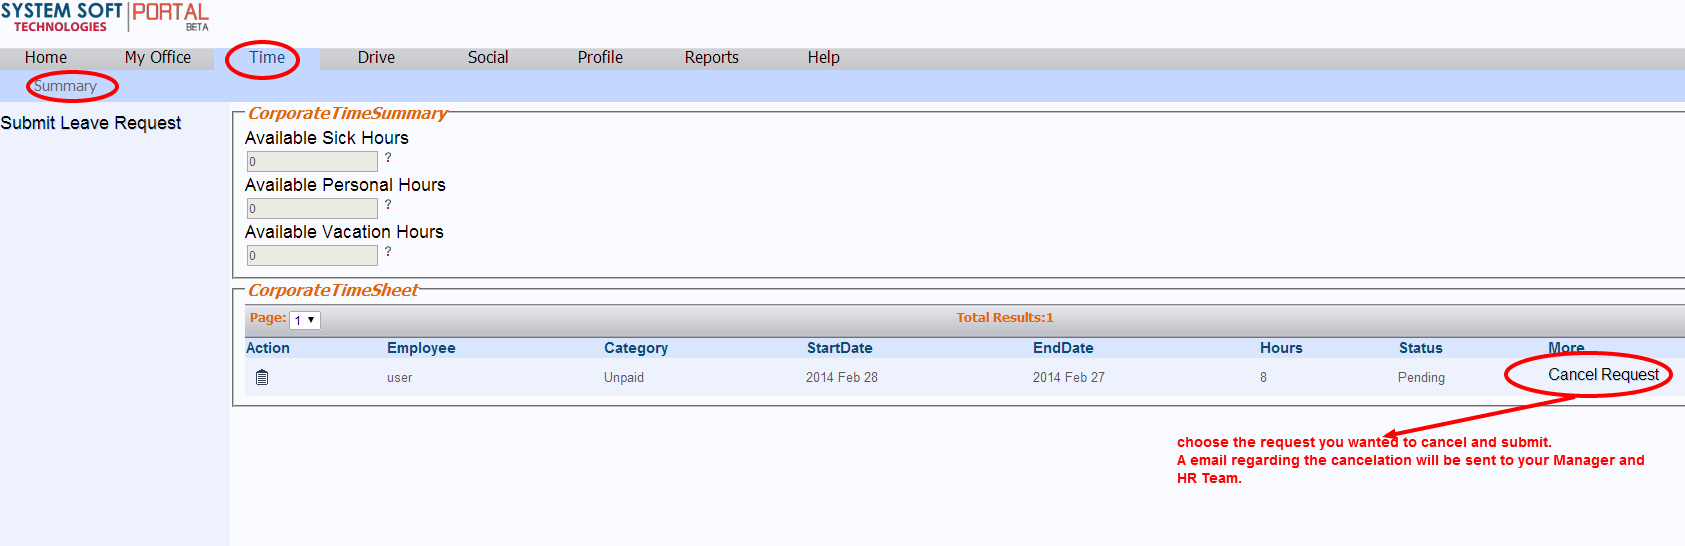 SYSTEM SOFT PORTAL
TECHNOLOGIES BETA
Home My Office Time Drive Social Profile Reports Help
Summary
Submit Leave Request
CorporateTimeSummary
Available Sick Hours
0 ?
Available Personal Hours
0 ?
Available Vacation Hours
0 ?
CorporateTimeSheet
Page: 1 Total Results:1
Action Employee Category StartDate EndDate Hours Status More
user Unpaid 2014 Feb 28 2014 Feb 27 8 Pending Cancel Request
choose the request you wanted to cancel and submit.
A email regarding the cancelation will be sent to your Manager and
HR Team.